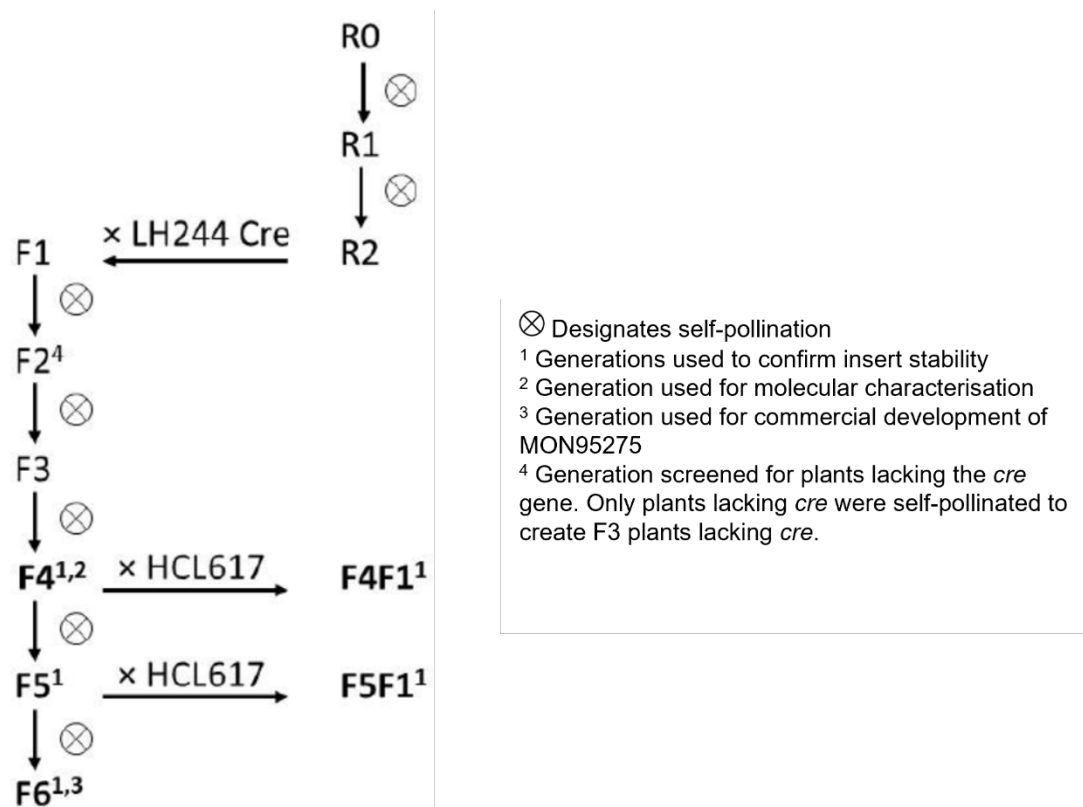 R0
⊗
R1
⊗
F1 × LH244 Cre R2
⊗
F2⁴
⊗
F3
⊗
F4¹,² × HCL617 F4F1¹
⊗
F5¹ × HCL617 F5F1¹
⊗
F6¹,³
⊗ Designates self-pollination
¹ Generations used to confirm insert stability
² Generation used for molecular characterisation
³ Generation used for commercial development of
MON95275
⁴ Generation screened for plants lacking the cre
gene. Only plants lacking cre were self-pollinated to
create F3 plants lacking cre.